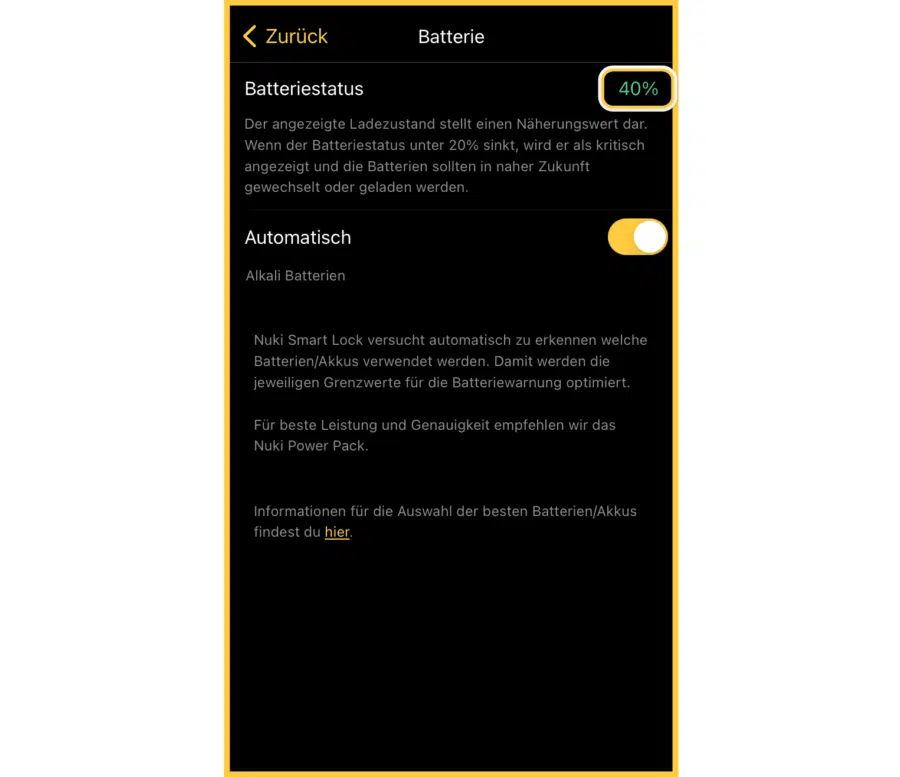 Zurück
Batterie
Batteriestatus
40%
Der angezeigte Ladezustand stellt einen Näherungswert dar.
Wenn der Batteriestatus unter 20% sinkt, wird er als kritisch
angezeigt und die Batterien sollten in naher Zukunft
gewechselt oder geladen werden.
Automatisch
Alkali Batterien
Nuki Smart Lock versucht automatisch zu erkennen welche
Batterien/Akkus verwendet werden. Damit werden die
jeweiligen Grenzwerte für die Batteriewarnung optimiert.
Für beste Leistung und Genauigkeit empfehlen wir das
Nuki Power Pack.
Informationen für die Auswahl der besten Batterien/Akkus
findest du hier.